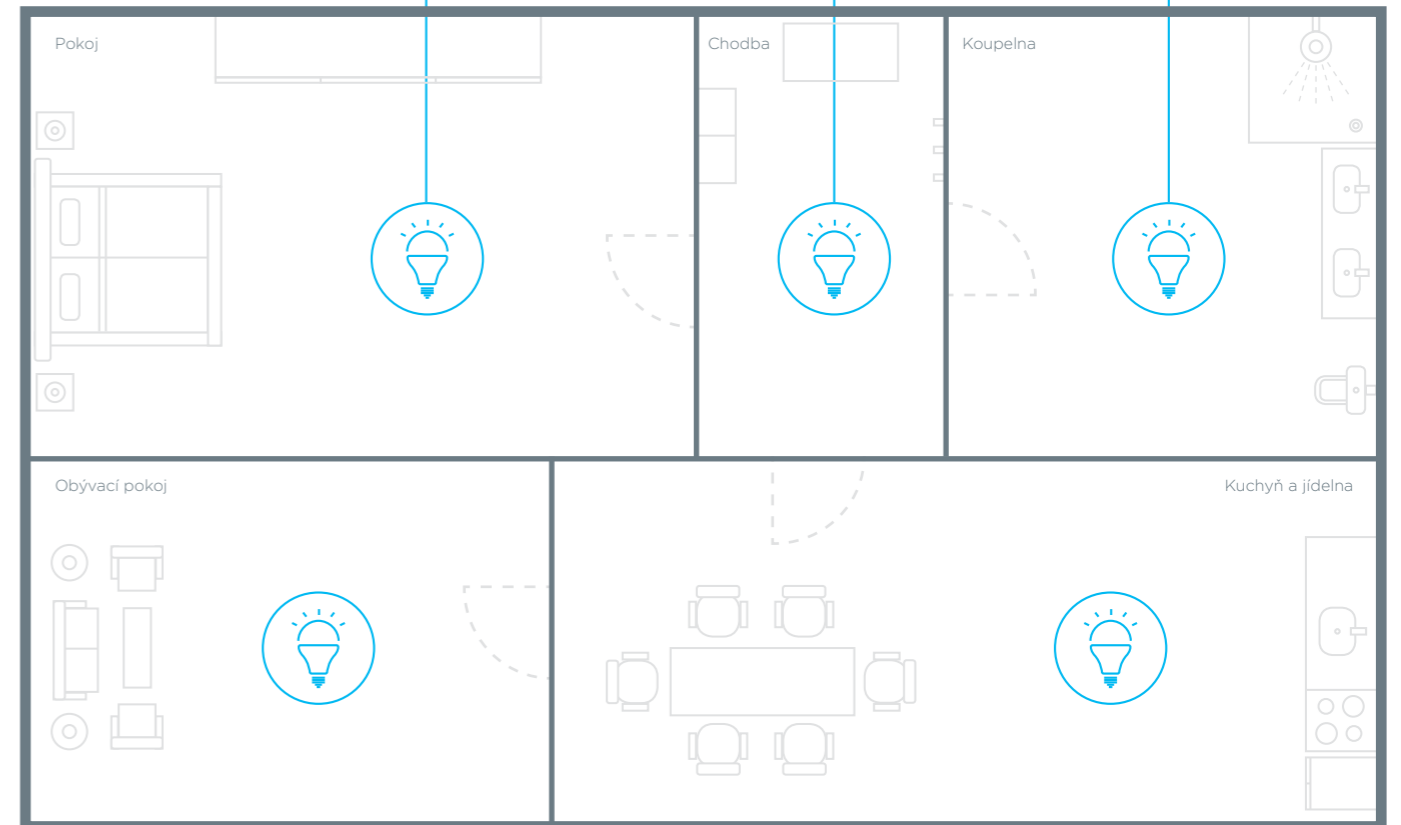 Pokoj
Chodba
Koupelna
Obývací pokoj
Kuchyň a jídelna